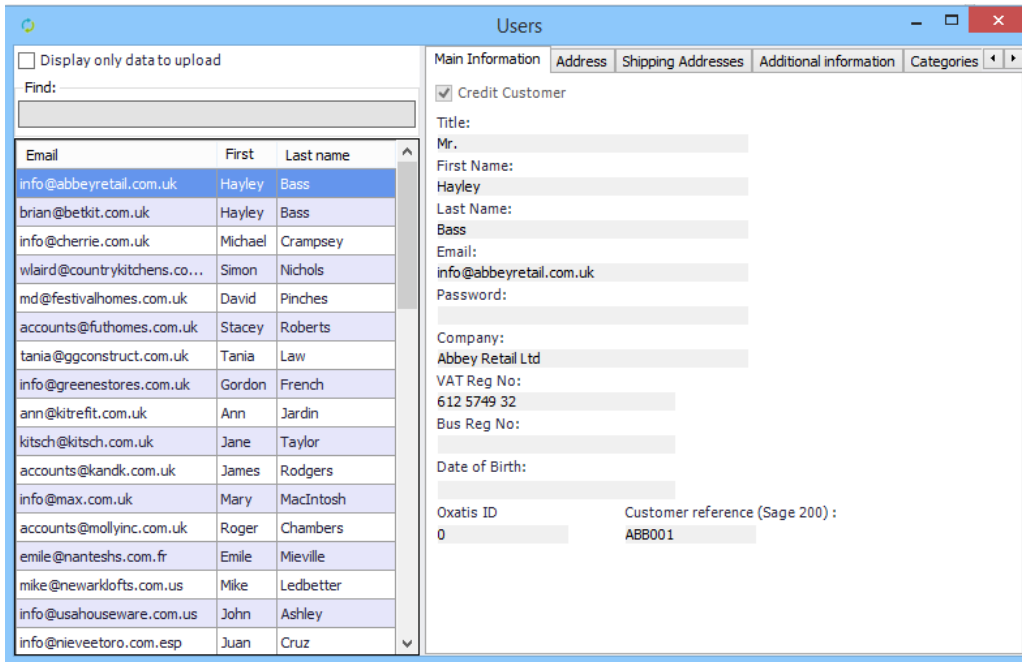 Users
Display only data to upload
Find:
Email First Last name
info@abbeyretail.com.uk Hayley Bass
brian@betkit.com.uk Hayley Bass
info@cherrie.com.uk Michael Crampsey
wlaird@countrykitchens.co... Simon Nichols
md@festivalhomes.com.uk David Pinches
accounts@futhomes.com.uk Stacey Roberts
tania@ggconstruct.com.uk Tania Law
info@greenestores.com.uk Gordon French
ann@kitrefit.com.uk Ann Jardin
kitsch@kitsch.com.uk Jane Taylor
accounts@kandk.com.uk James Rodgers
info@max.com.uk Mary MacIntosh
accounts@mollyinc.com.uk Roger Chambers
emile@nanteshs.com.fr Emile Mieville
mike@newarklofts.com.us Mike Ledbetter
info@usahouseware.com.us John Ashley
info@nieveetoro.com.esp Juan Cruz
Main Information Address Shipping Addresses Additional information Categories
Credit Customer
Title:
Mr.
First Name:
Hayley
Last Name:
Bass
Email:
info@abbeyretail.com.uk
Password:
Company:
Abbey Retail Ltd
VAT Reg No:
612 5749 32
Bus Reg No:
Date of Birth:
Oxatis ID Customer reference (Sage 200) :
0 ABB001